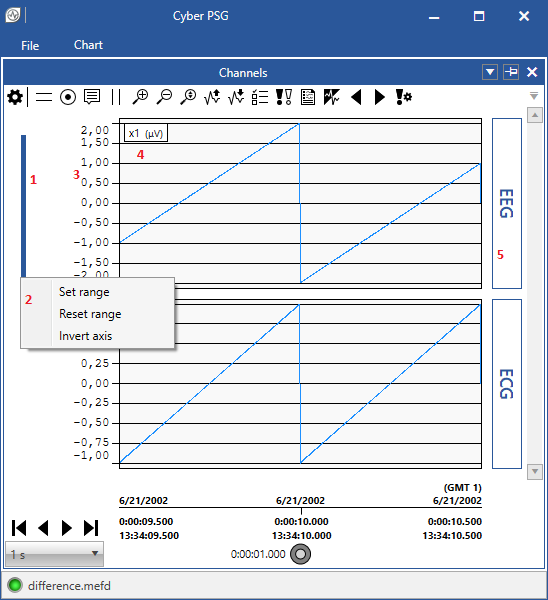 Cyber PSG
File Chart
Channels
2,00
x1 (µV)
1,50
4
1,00
3
1
0,50
EEG
0,00
-0,50
5
-1,00
-1,50
-2,00
2
Set range
Reset range
Invert axis
0,25
0,00
ECG
-0,25
-0,50
-0,75
-1,00
(GMT 1)
6/21/2002 6/21/2002 6/21/2002
0:00:09.500 0:00:10.000 0:00:10.500
13:34:09.500 13:34:10.000 13:34:10.500
1 s
0:00:01.000
difference.mefd